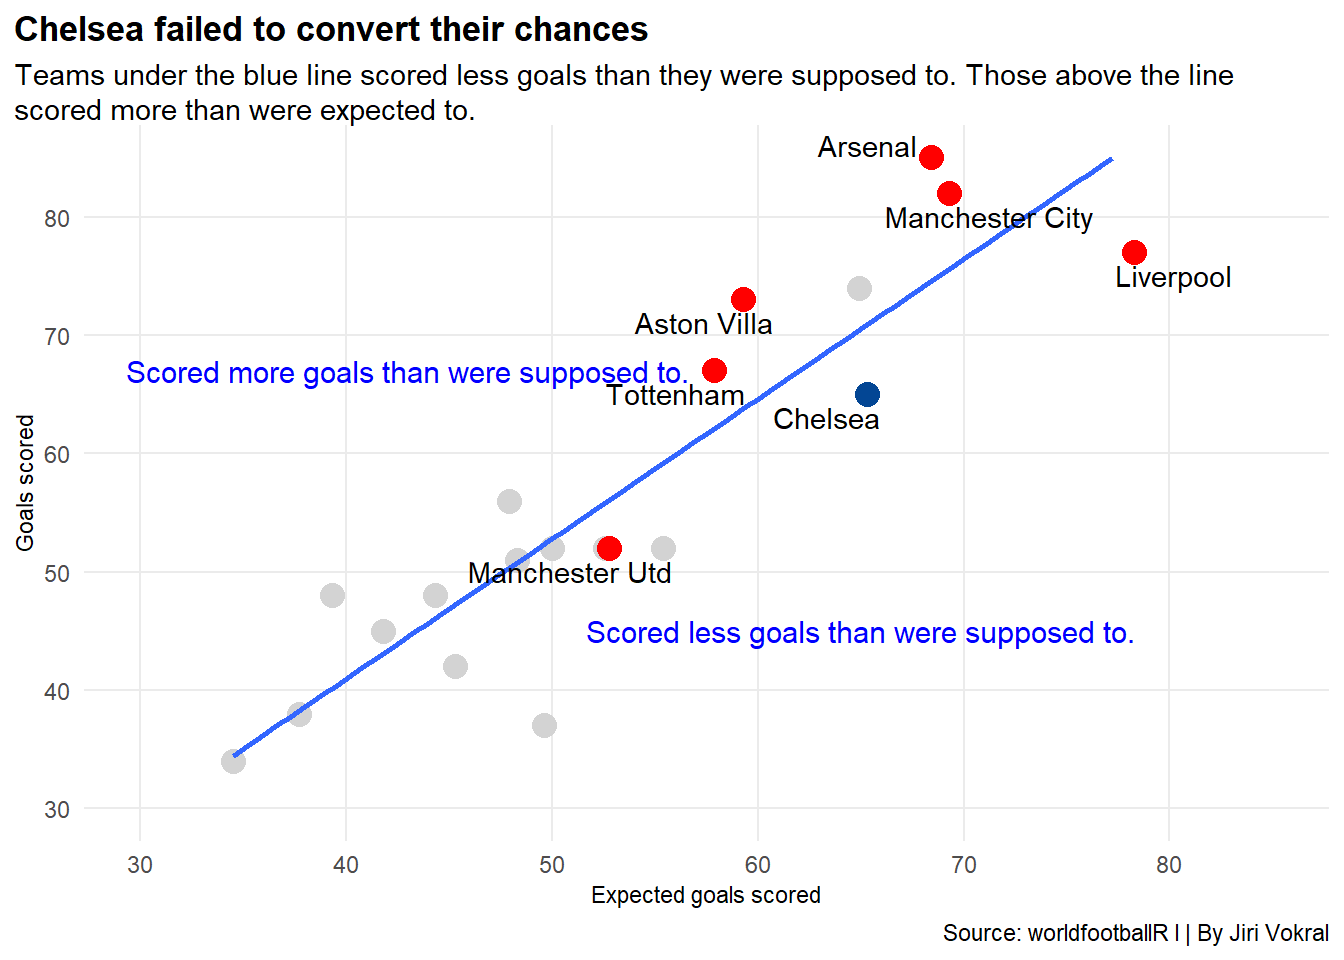 Chelsea failed to convert their chances
Teams under the blue line scored less goals than they were supposed to. Those above the line
scored more than were expected to.
Arsenal
Manchester City
Liverpool
Aston Villa
Scored more goals than were supposed to.
Tottenham
Chelsea
Manchester Utd
Scored less goals than were supposed to.
Goals scored
80
70
60
50
40
30
30 40 50 60 70 80
Expected goals scored
Source: worldfootballR l | By Jiri Vokral